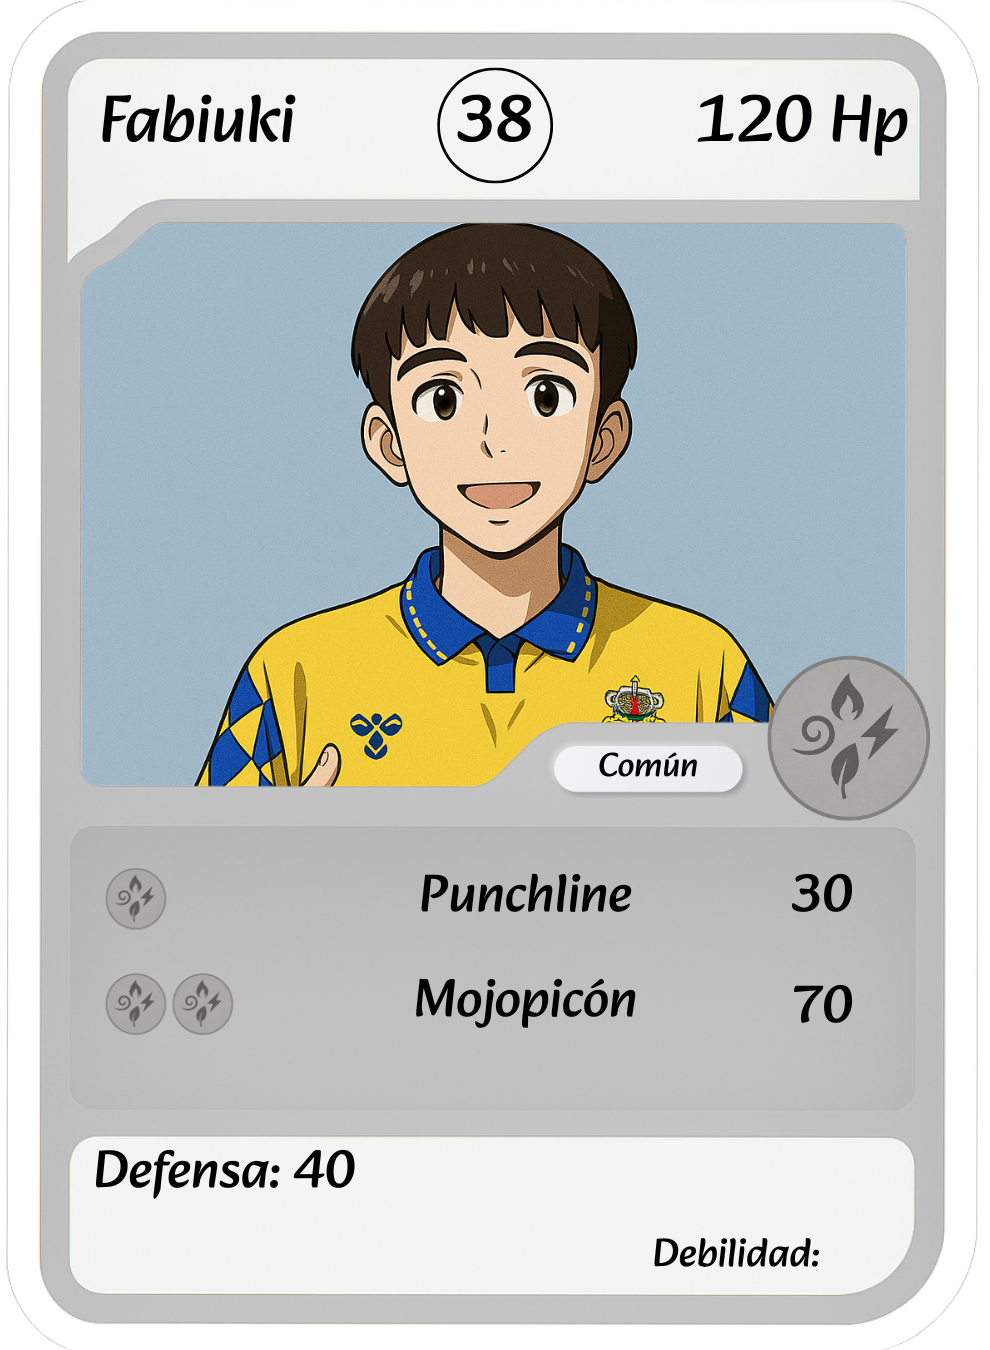 Fabiuki 38 120 Hp
Común
Punchline 30
Mojopicón 70
Defensa: 40
Debilidad: